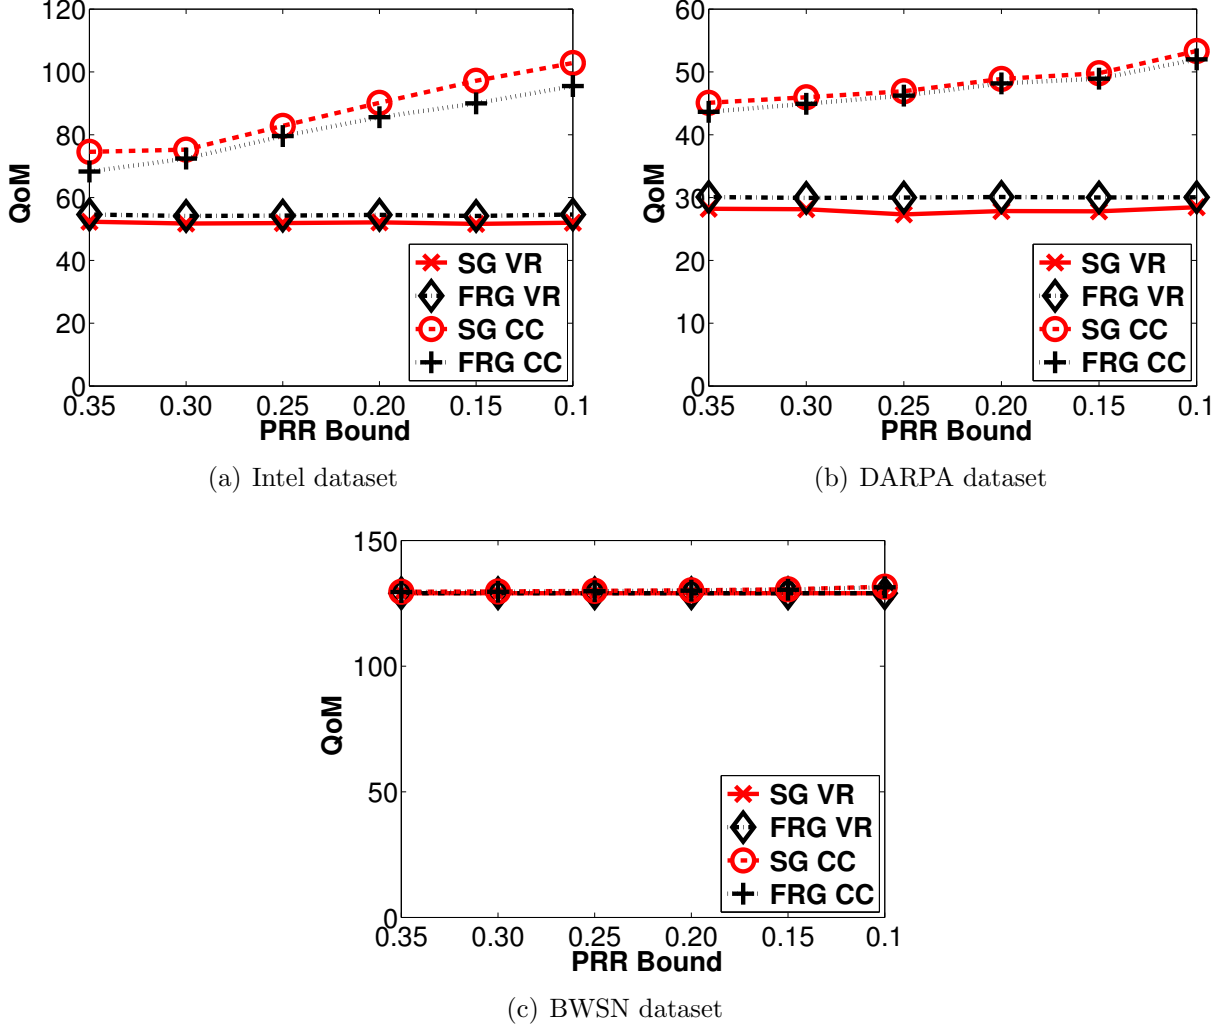 120
100
80
60
40
20
0
QoM
0.35 0.30 0.25 0.20 0.15 0.1
PRR Bound
SG VR
FRG VR
SG CC
FRG CC
(a) Intel dataset
60
50
40
30
20
10
0
QoM
0.35 0.30 0.25 0.20 0.15 0.1
PRR Bound
SG VR
FRG VR
SG CC
FRG CC
(b) DARPA dataset
150
100
50
0
QoM
0.35 0.30 0.25 0.20 0.15 0.1
PRR Bound
SG VR
FRG VR
SG CC
FRG CC
(c) BWSN dataset